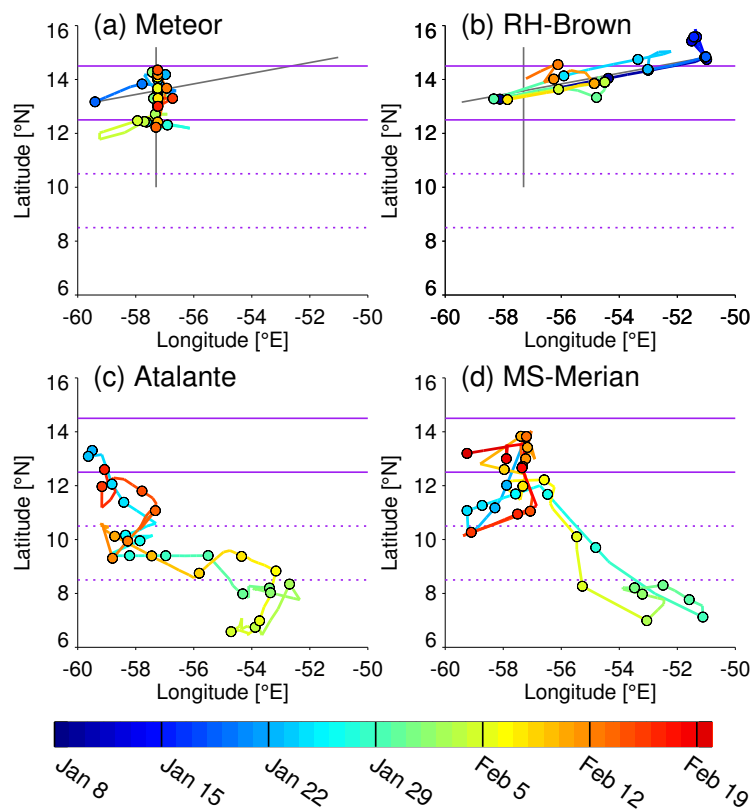 (a) Meteor
(b) RH-Brown
16
14
12
10
8
6
Latitude [°N]
-60 -58 -56 -54 -52 -50
Longitude [°E]
16
14
12
10
8
6
Latitude [°N]
-60 -58 -56 -54 -52 -50
Longitude [°E]
(c) Atalante
(d) MS-Merian
16
14
12
10
8
6
Latitude [°N]
-60 -58 -56 -54 -52 -50
Longitude [°E]
16
14
12
10
8
6
Latitude [°N]
-60 -58 -56 -54 -52 -50
Longitude [°E]
Jan 8 Jan 15 Jan 22 Jan 29 Feb 5 Feb 12 Feb 19